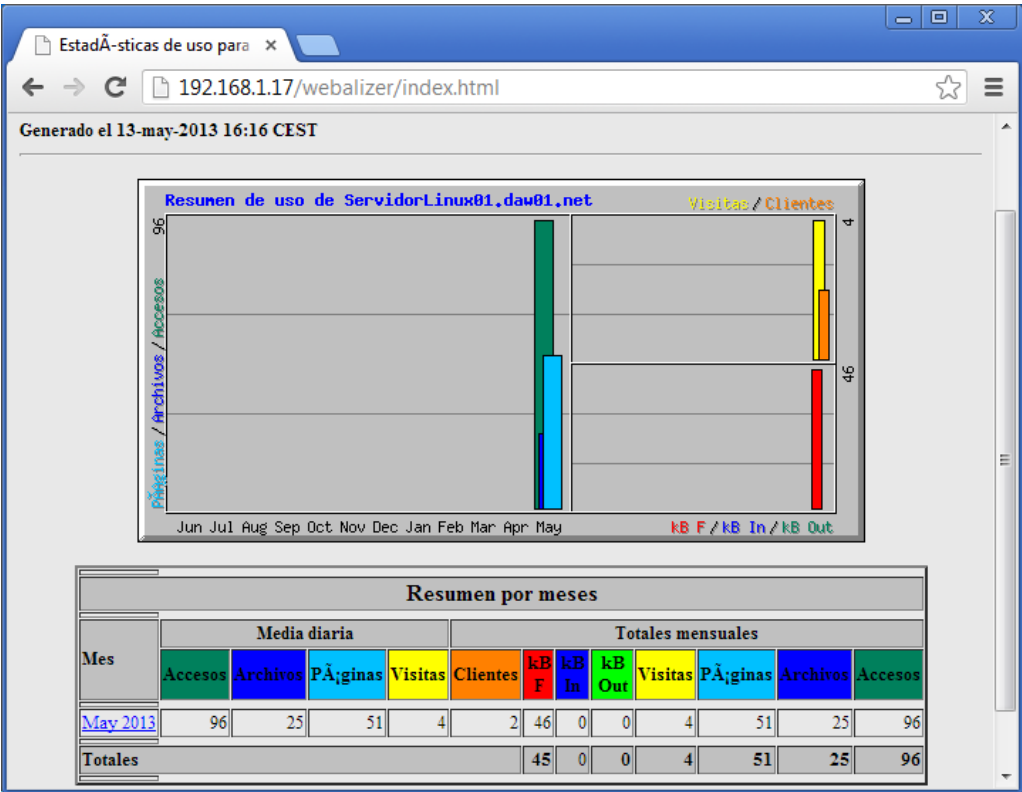 EstadÃ-sticas de uso para
192.168.1.17/webalizer/index.html
Generado el 13-may-2013 16:16 CEST
Resumen de uso de ServidorLinux01.daw01.net
Visitas / Clientes
96
4
PÃAginas / Archivos / Accesos
46
Jun Jul Aug Sep Oct Nov Dec Jan Feb Mar Apr May
kB F / kB In / kB Out
Resumen por meses
Mes
Media diaria
Totales mensuales
Accesos Archivos PÃ¡ginas Visitas Clientes kB F kB In kB Out Visitas PÃ¡ginas Archivos Accesos
May 2013 96 25 51 4 2 46 0 0 4 51 25 96
Totales 45 0 0 4 51 25 96